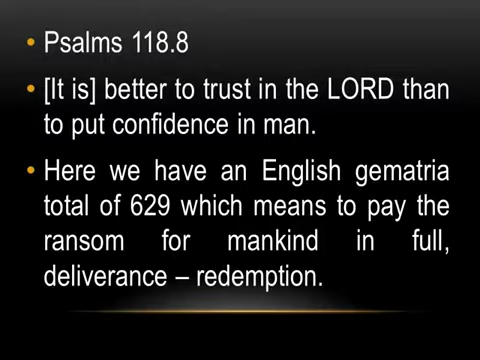 Psalms 118.8
[It is] better to trust in the LORD than
to put confidence in man.
Here we have an English gematria
total of 629 which means to pay the
ransom for mankind in full,
deliverance – redemption.